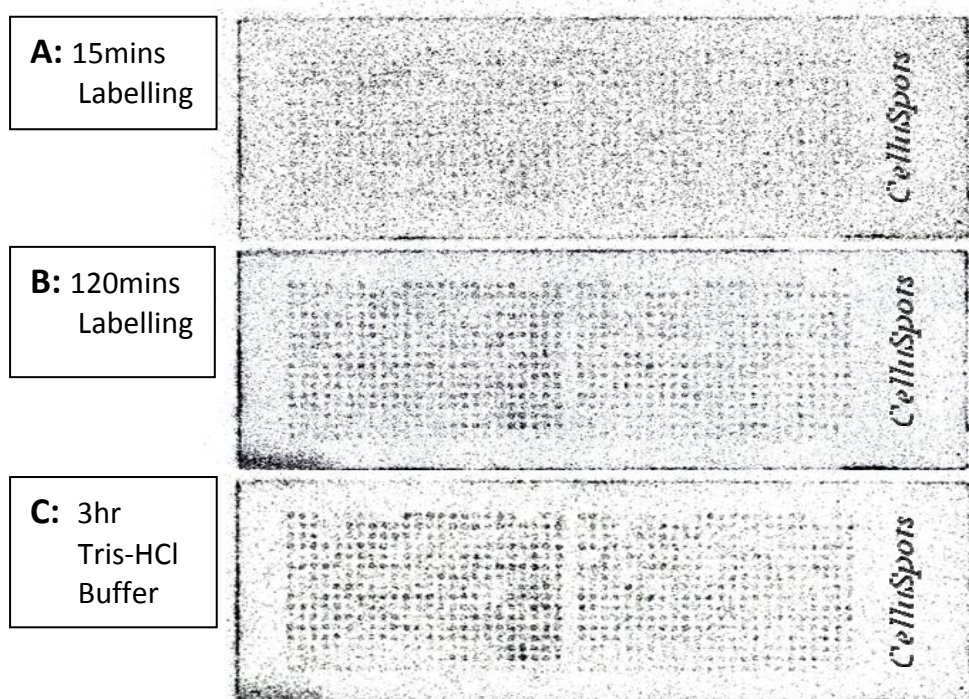 A: 15mins
Labelling
CelluSpots
B: 120mins
Labelling
CelluSpots
C: 3hr
Tris-HCl
Buffer
CelluSpots